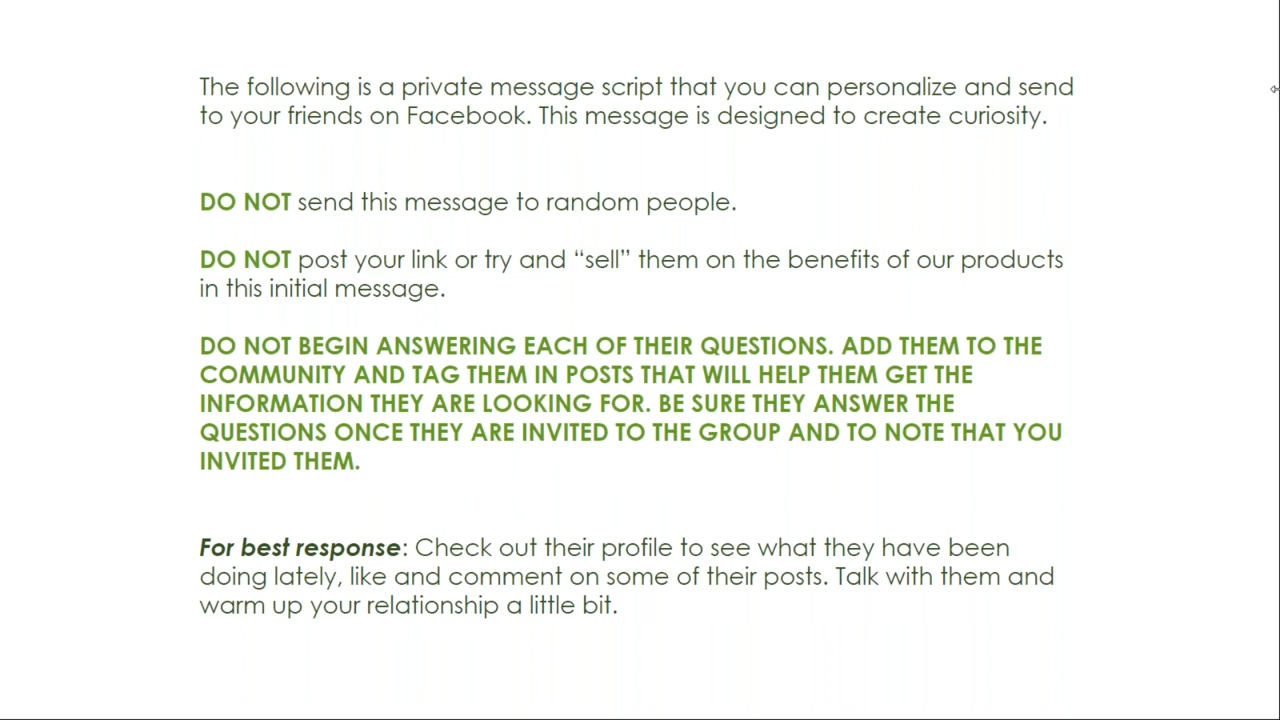 The following is a private message script that you can personalize and send
to your friends on Facebook. This message is designed to create curiosity.
DO NOT send this message to random people.
DO NOT post your link or try and “sell” them on the benefits of our products
in this initial message.
DO NOT BEGIN ANSWERING EACH OF THEIR QUESTIONS. ADD THEM TO THE
COMMUNITY AND TAG THEM IN POSTS THAT WILL HELP THEM GET THE
INFORMATION THEY ARE LOOKING FOR. BE SURE THEY ANSWER THE
QUESTIONS ONCE THEY ARE INVITED TO THE GROUP AND TO NOTE THAT YOU
INVITED THEM.
For best response: Check out their profile to see what they have been
doing lately, like and comment on some of their posts. Talk with them and
warm up your relationship a little bit.